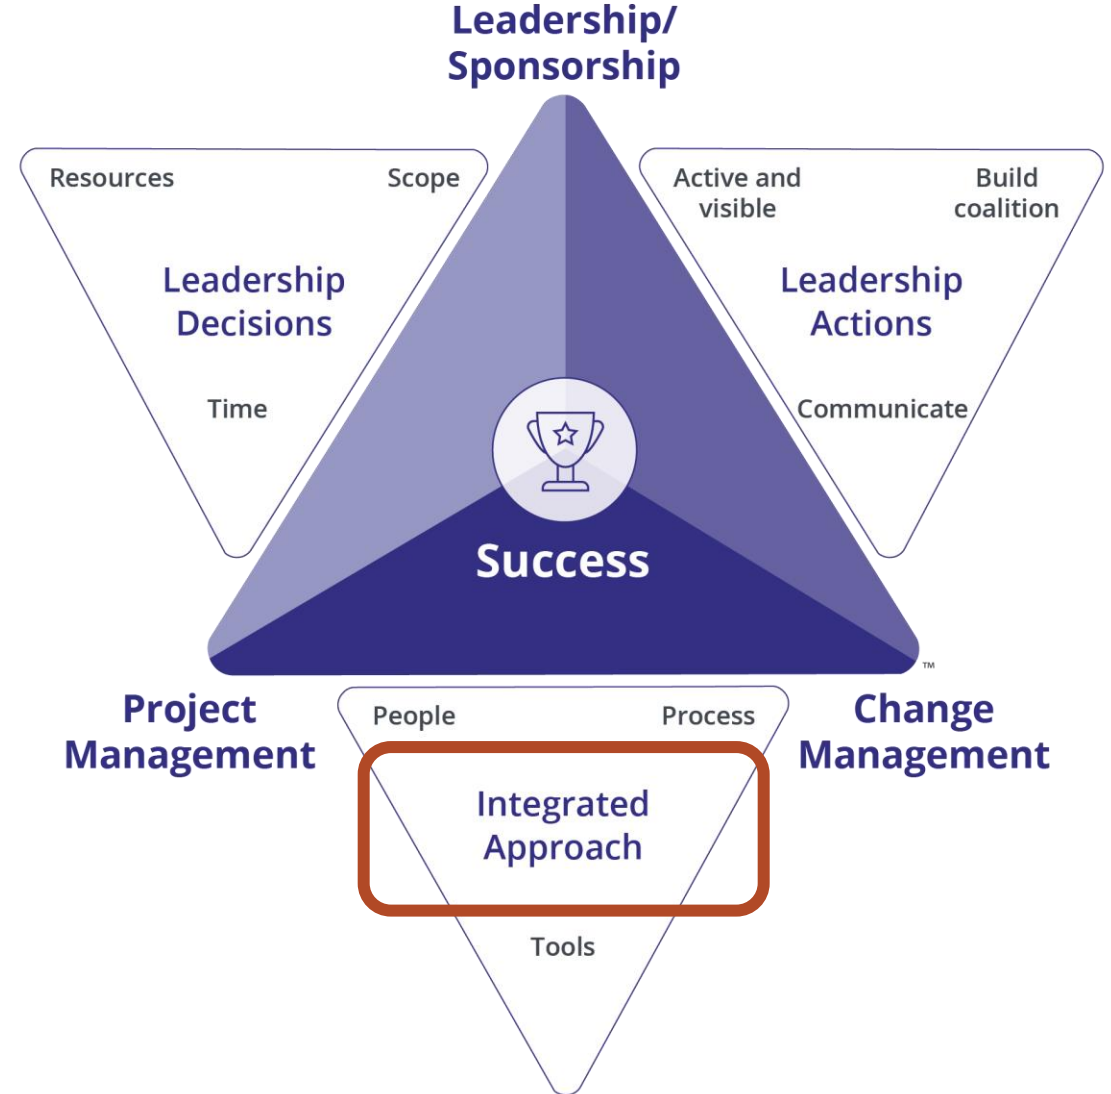 Leadership/
Sponsorship
Resources
Scope
Active and
visible
Build
coalition
Leadership
Decisions
Leadership
Actions
Time
Communicate
Success
™
Project
Management
People
Process
Change
Management
Integrated
Approach
Tools